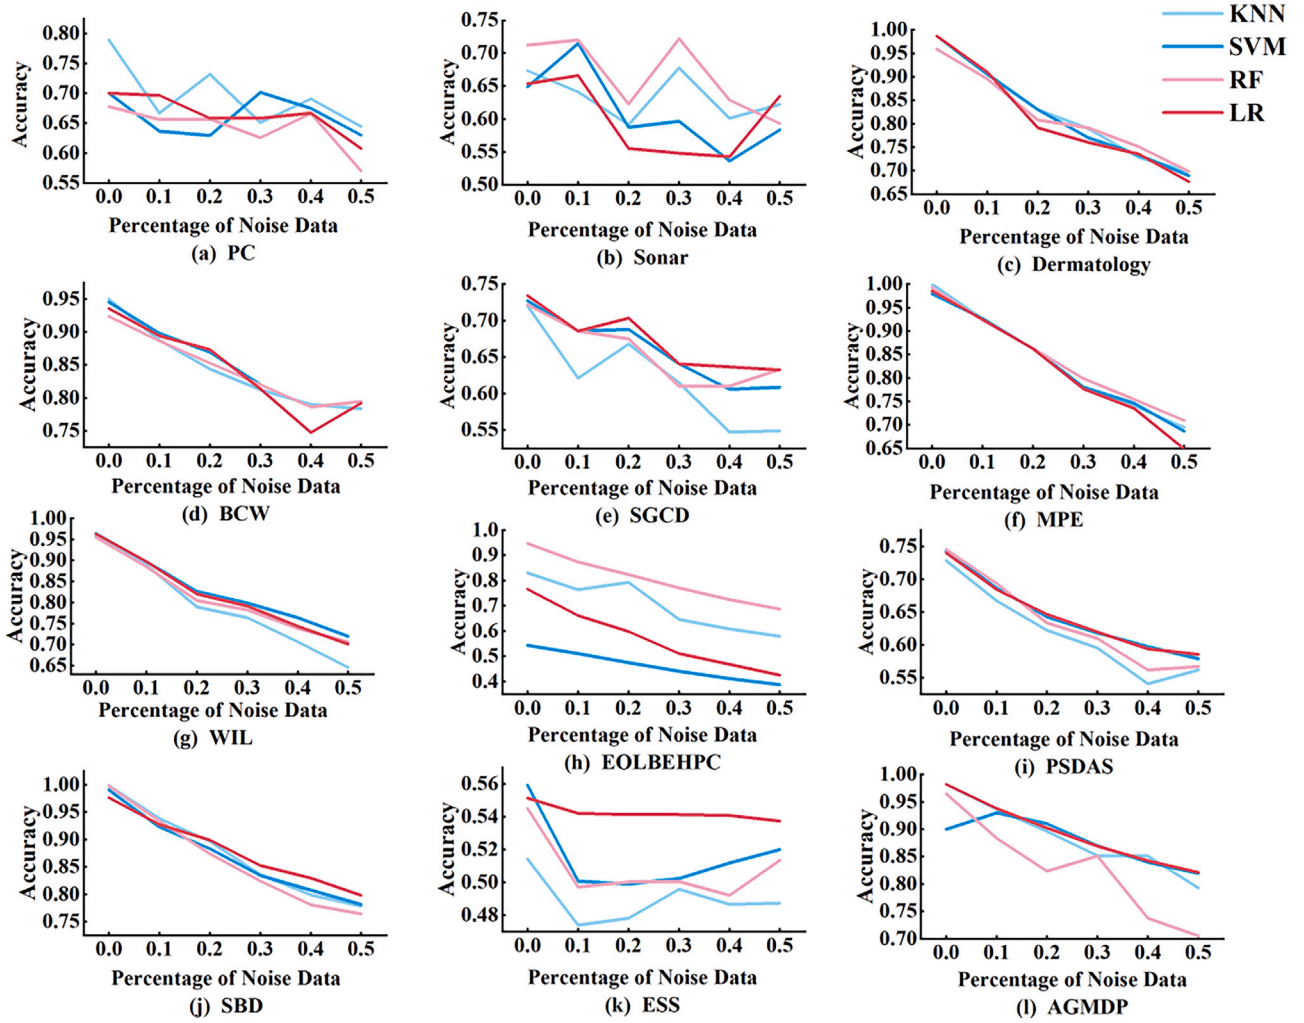 KNN
SVM
RF
LR
Accuracy
0.80
0.75
0.70
0.65
0.60
0.55
0.0 0.1 0.2 0.3 0.4 0.5
Percentage of Noise Data
(a) PC
Accuracy
0.75
0.70
0.65
0.60
0.55
0.50
0.0 0.1 0.2 0.3 0.4 0.5
Percentage of Noise Data
(b) Sonar
Accuracy
1.00
0.95
0.90
0.85
0.80
0.75
0.70
0.65
0.0 0.1 0.2 0.3 0.4 0.5
Percentage of Noise Data
(c) Dermatology
Accuracy
0.95
0.90
0.85
0.80
0.75
0.0 0.1 0.2 0.3 0.4 0.5
Percentage of Noise Data
(d) BCW
Accuracy
0.75
0.70
0.65
0.60
0.55
0.0 0.1 0.2 0.3 0.4 0.5
Percentage of Noise Data
(e) SGCD
Accuracy
1.00
0.95
0.90
0.85
0.80
0.75
0.70
0.65
0.0 0.1 0.2 0.3 0.4 0.5
Percentage of Noise Data
(f) MPE
Accuracy
1.00
0.95
0.90
0.85
0.80
0.75
0.70
0.65
0.0 0.1 0.2 0.3 0.4 0.5
Percentage of Noise Data
(g) WIL
Accuracy
1.0
0.9
0.8
0.7
0.6
0.5
0.4
0.0 0.1 0.2 0.3 0.4 0.5
Percentage of Noise Data
(h) EOLBEHPC
Accuracy
0.75
0.70
0.65
0.60
0.55
0.0 0.1 0.2 0.3 0.4 0.5
Percentage of Noise Data
(i) PSDAS
Accuracy
1.00
0.95
0.90
0.85
0.80
0.75
0.0 0.1 0.2 0.3 0.4 0.5
Percentage of Noise Data
(j) SBD
Accuracy
0.56
0.54
0.52
0.50
0.48
0.0 0.1 0.2 0.3 0.4 0.5
Percentage of Noise Data
(k) ESS
Accuracy
1.00
0.95
0.90
0.85
0.80
0.75
0.70
0.0 0.1 0.2 0.3 0.4 0.5
Percentage of Noise Data
(l) AGMDP